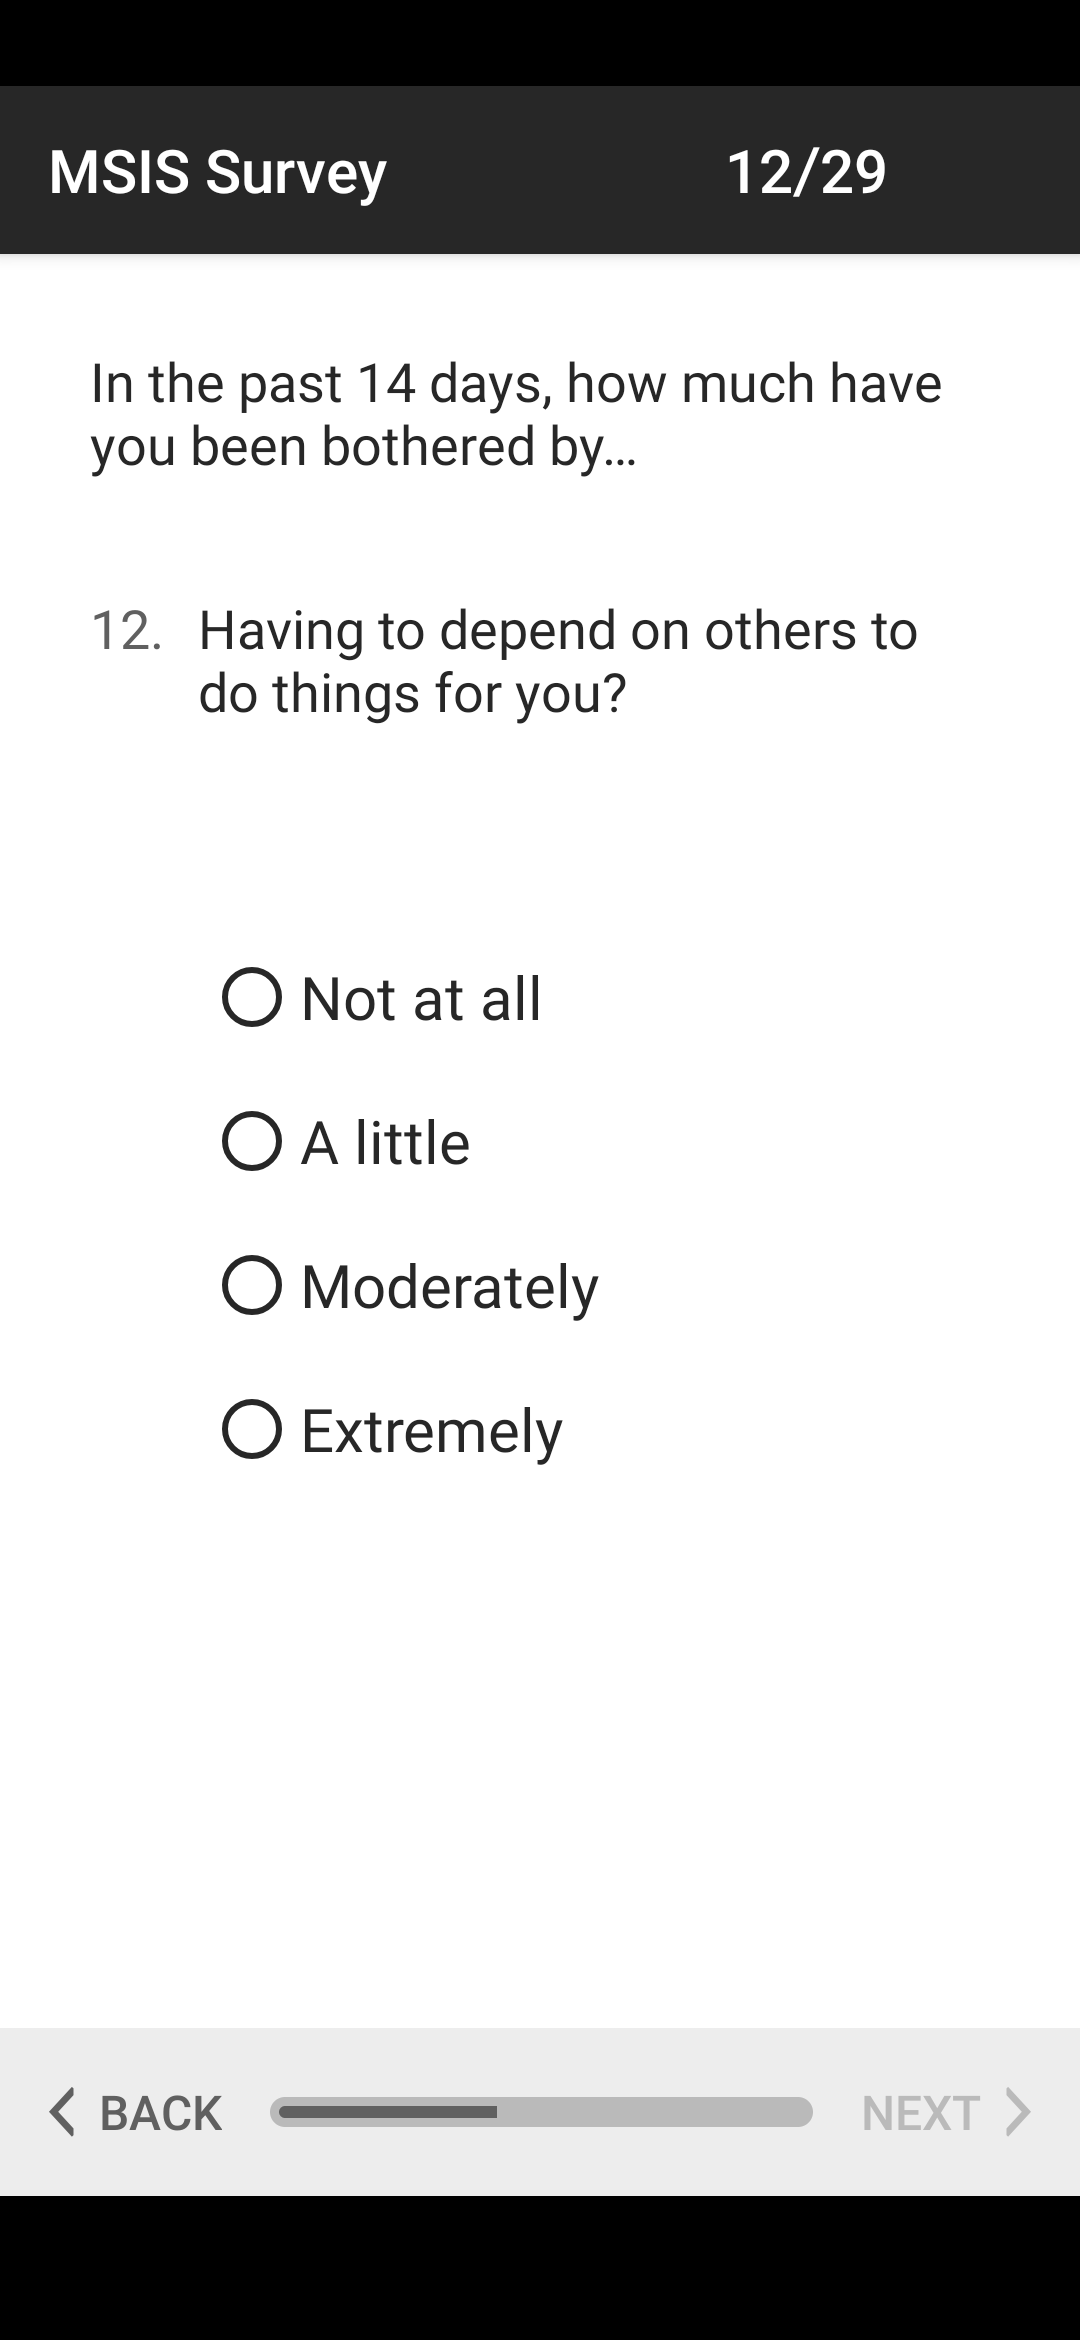 MSIS Survey 12/29
In the past 14 days, how much have
you been bothered by...
12. Having to depend on others to
do things for you?
Not at all
A little
Moderately
Extremely
BACK NEXT